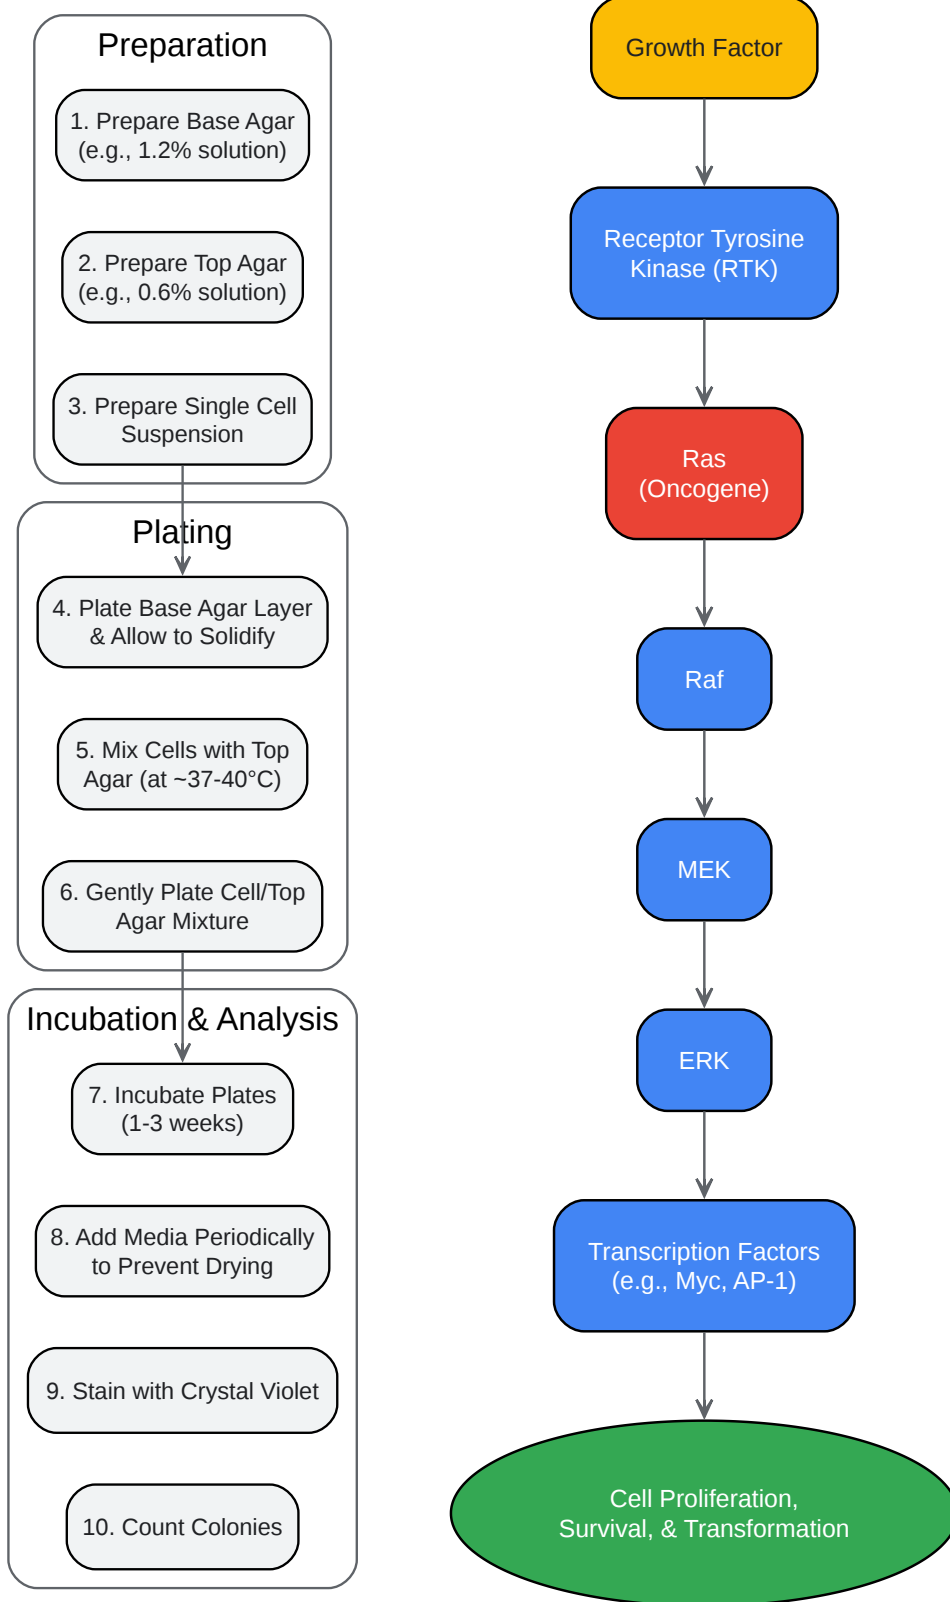 Preparation
1. Prepare Base Agar
(e.g., 1.2% solution)
2. Prepare Top Agar
(e.g., 0.6% solution)
3. Prepare Single Cell
Suspension
Plating
4. Plate Base Agar Layer
& Allow to Solidify
5. Mix Cells with Top
Agar (at ~37-40°C)
6. Gently Plate Cell/Top
Agar Mixture
Incubation & Analysis
7. Incubate Plates
(1-3 weeks)
8. Add Media Periodically
to Prevent Drying
9. Stain with Crystal Violet
10. Count Colonies
Growth Factor
Receptor Tyrosine
Kinase (RTK)
Ras
(Oncogene)
Raf
MEK
ERK
Transcription Factors
(e.g., Myc, AP-1)
Cell Proliferation,
Survival, & Transformation